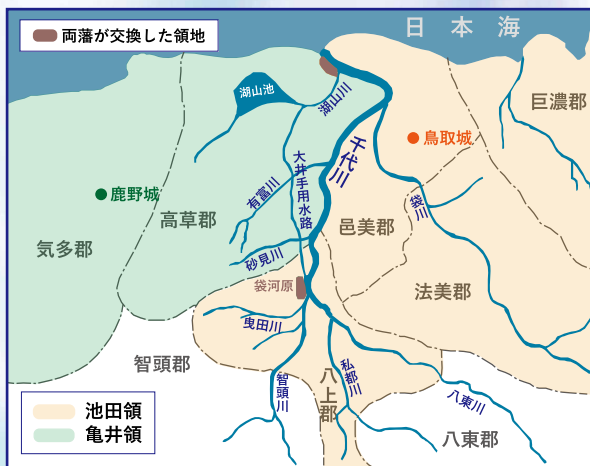 日本海
両藩が交換した領地
湖山池
湖山川
巨濃郡
千代川
鳥取城
大井手用水路
有富川
鹿野城
高草郡
袋川
邑美郡
気多郡
砂見川
袋河原
法美郡
曳田川
智頭郡
智頭川
八上郡
私都川
八東川
八東郡
池田領
亀井領